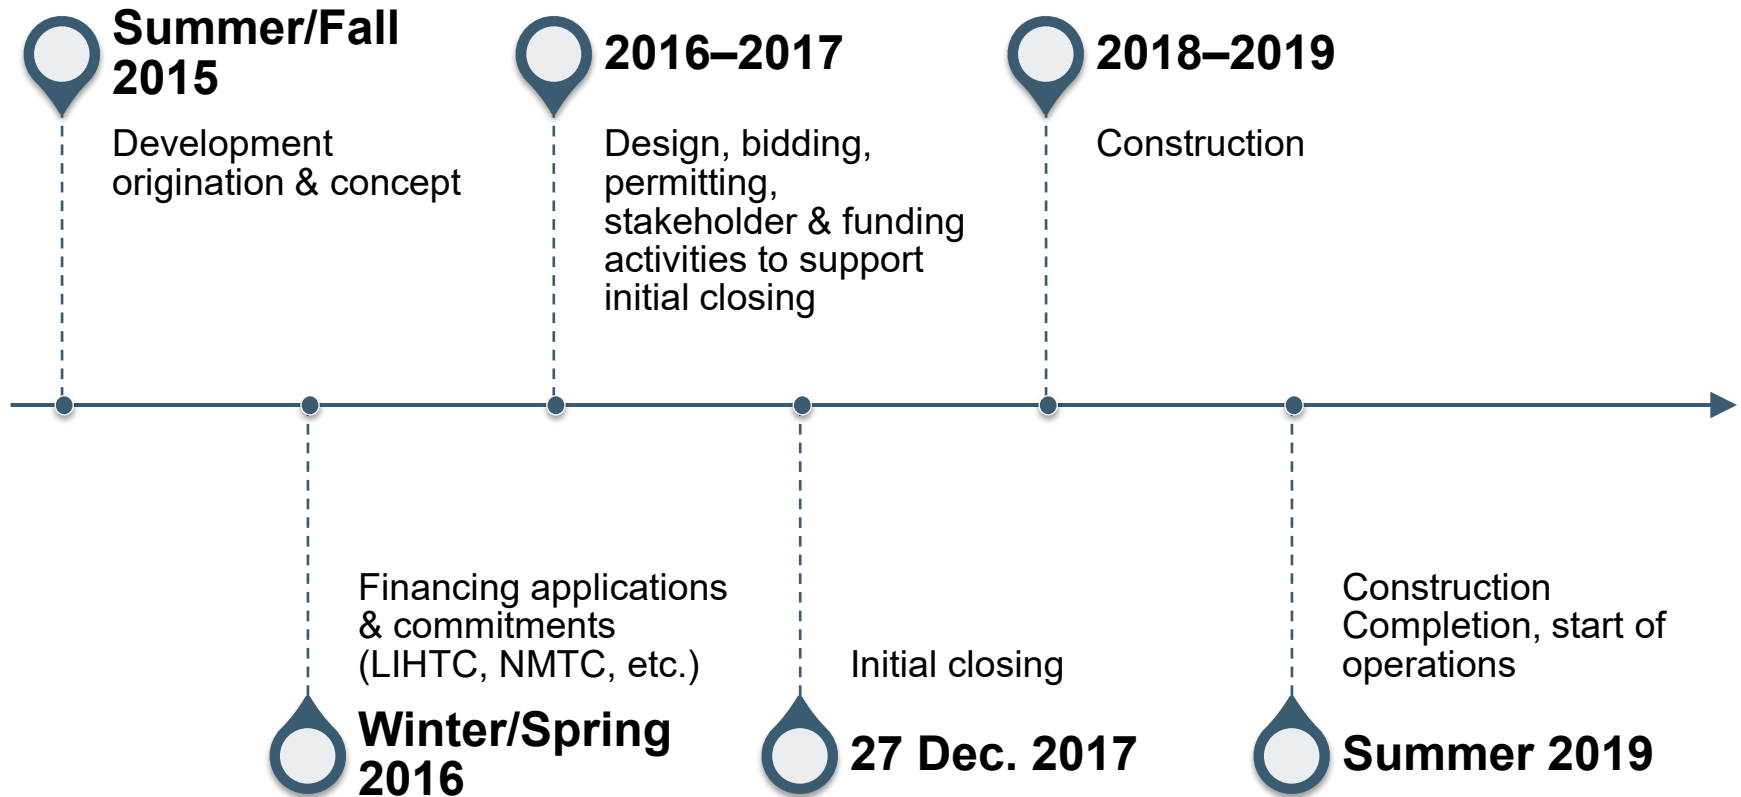 Summer/Fall
2015
Development
origination & concept
2016–2017
Design, bidding,
permitting,
stakeholder & funding
activities to support
initial closing
2018–2019
Construction
Financing applications
& commitments
(LIHTC, NMTC, etc.)
Winter/Spring
2016
Initial closing
27 Dec. 2017
Construction
Completion, start of
operations
Summer 2019